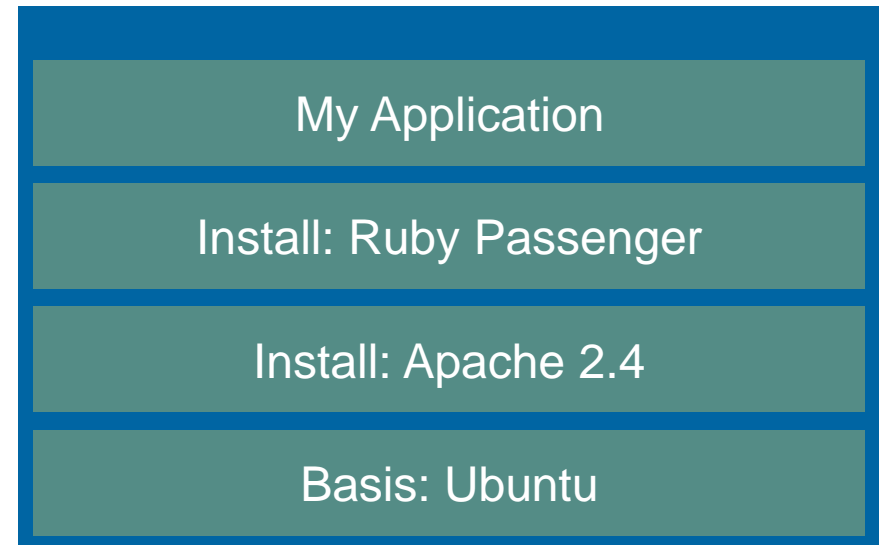 My Application
Install: Ruby Passenger
Install: Apache 2.4
Basis: Ubuntu